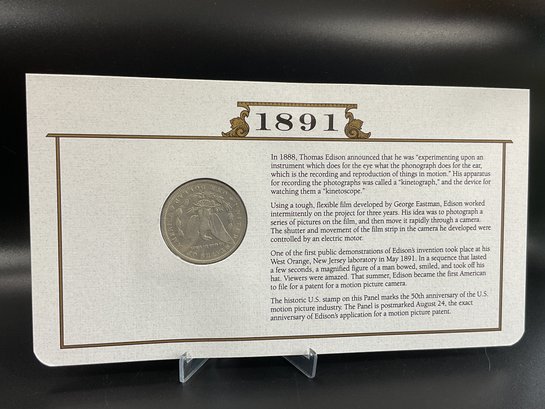 1891
In 1888, Thomas Edison announced that he was "experimenting upon an
instrument which does for the eye what the phonograph does for the ear,
which is the recording and reproduction of things in motion." His apparatus
for recording the photographs was called a "kinetograph," and the device for
watching them a "kinetoscope."
Using a tough, flexible film developed by George Eastman, Edison worked
intermittently on the project for three years. His idea was to photograph a
series of pictures on the film, and then move it rapidly through a camera.
The shutter and movement of the film strip in the camera he developed were
controlled by an electric motor.
One of the first public demonstrations of Edison's invention took place at his
West Orange, New Jersey laboratory in May 1891. In a sequence that lasted
a few seconds, a magnified figure of a man bowed, smiled, and took off his
hat. Viewers were amazed. That summer, Edison became the first American
to file for a patent for a motion picture camera.
The historic U.S. stamp on this Panel marks the 50th anniversary of the U.S.
motion picture industry. The Panel is postmarked August 24, the exact
anniversary of Edison's application for a motion picture patent.